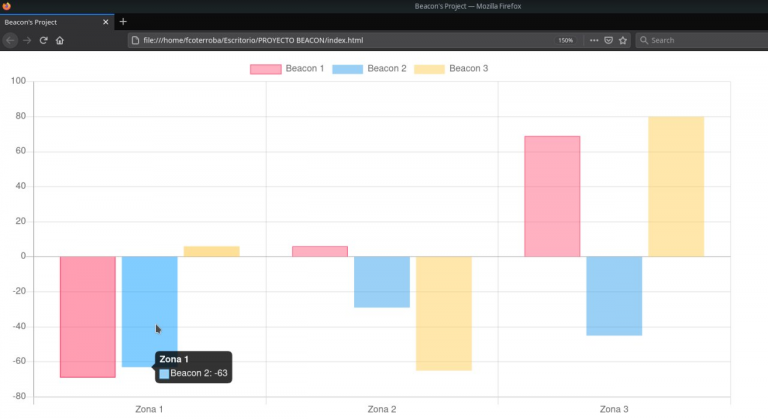 Beacon's Project — Mozilla Firefox
Beacon's Project
file:///home/fcoterroba/Escritorio/PROYECTO BEACON/index.html
150%
Search
Beacon 1
Beacon 2
Beacon 3
100
80
60
40
20
0
-20
-40
-60
-80
Zona 1
Beacon 2: -63
Zona 1
Zona 2
Zona 3